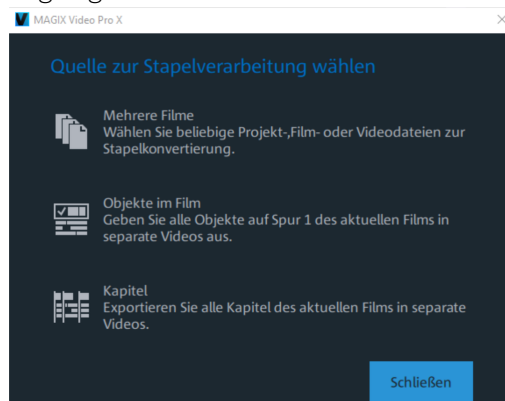 MAGIX Video Pro X
Quelle zur Stapelverarbeitung wählen
Mehrere Filme
Wählen Sie beliebige Projekt-,Film- oder Videodateien zur
Stapelkonvertierung.
Objekte im Film
Geben Sie alle Objekte auf Spur 1 des aktuellen Films in
separate Videos aus.
Kapitel
Exportieren Sie alle Kapitel des aktuellen Films in separate
Videos.
Schließen